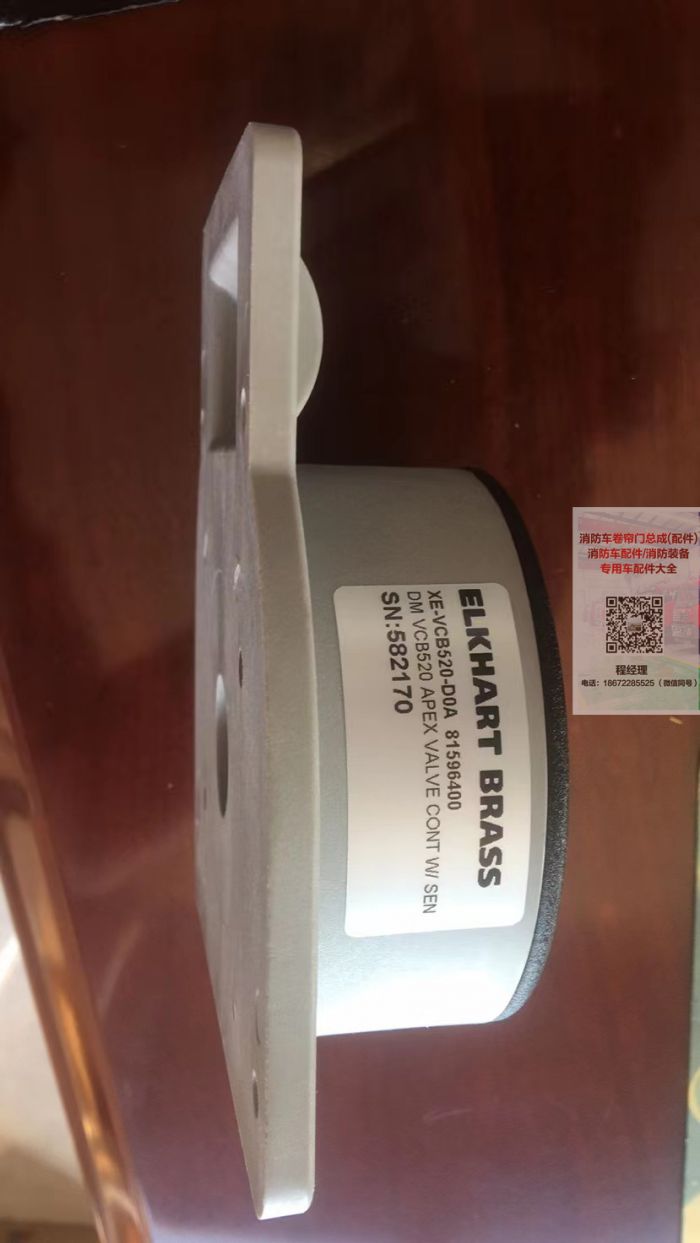 ELKHART BRASS
XE-VCB520-D0A 81596400
DM VCB520 APEX VALVE CONT W/ SEN
SN:582170
消防车卷帘门总成(配件)
消防车配件/消防装备
专用车配件大全
程经理
电话：18672285525（微信同号）